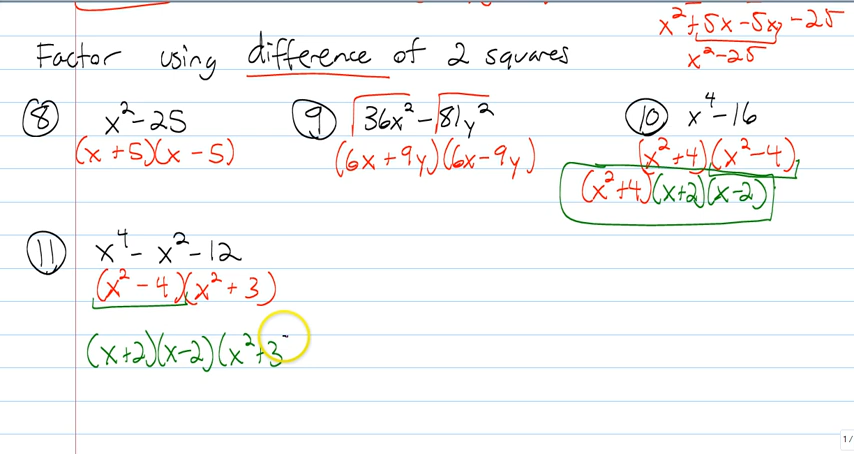 x² + 5x - 5x - 25
x² - 25
Factor using difference of 2 squares
8 x² - 25
(x + 5)(x - 5)
9 √36x² - √81y²
(6x + 9y)(6x - 9y)
10 x⁴ - 16
(x² + 4)(x² - 4)
(x² + 4)(x + 2)(x - 2)
11 x⁴ - x² - 12
(x² - 4)(x² + 3)
(x + 2)(x - 2)(x² + 3
1/